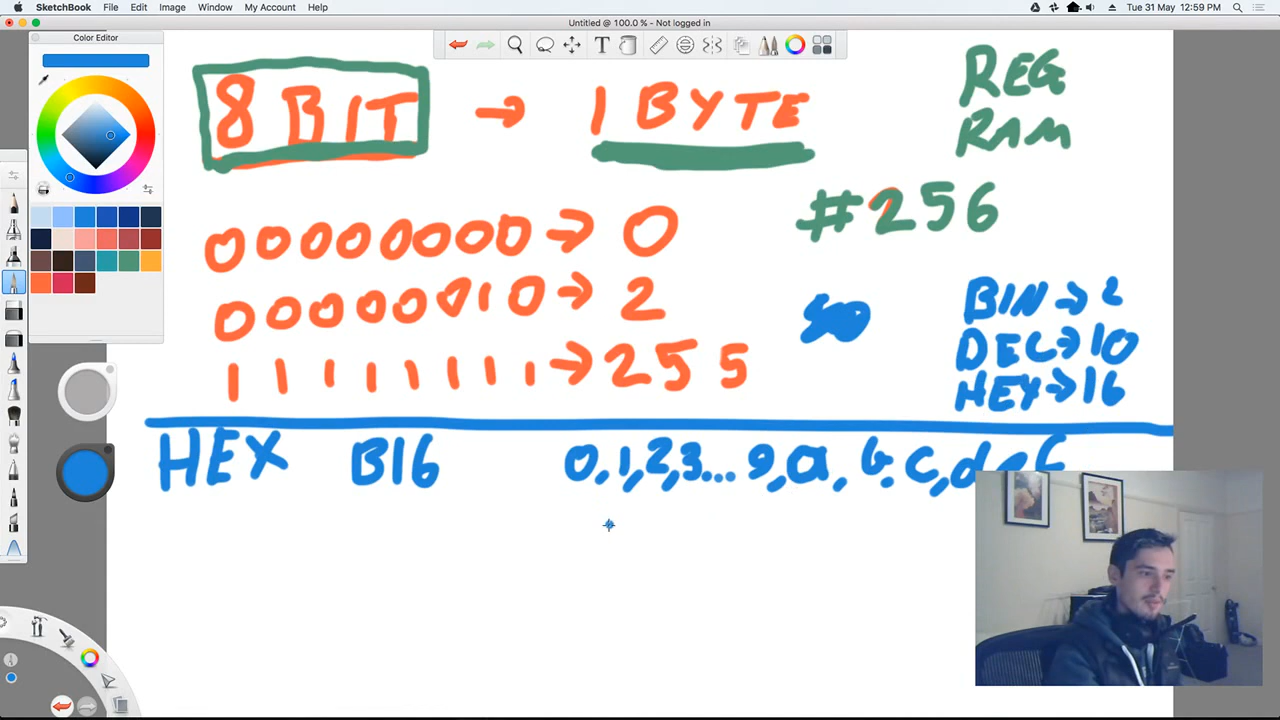 SketchBook File Edit Image Window My Account Help Tue 31 May 12:59 PM
Untitled @ 100.0 % - Not logged in
Color Editor
8 BIT → 1 BYTE
REG
RAM
#256
00000000 → 0
00000010 → 2
11111111 → 255
BIN → 2
DEC → 10
HEX → 16
HEX B16 0,1,2,3...9,a,b,c,d